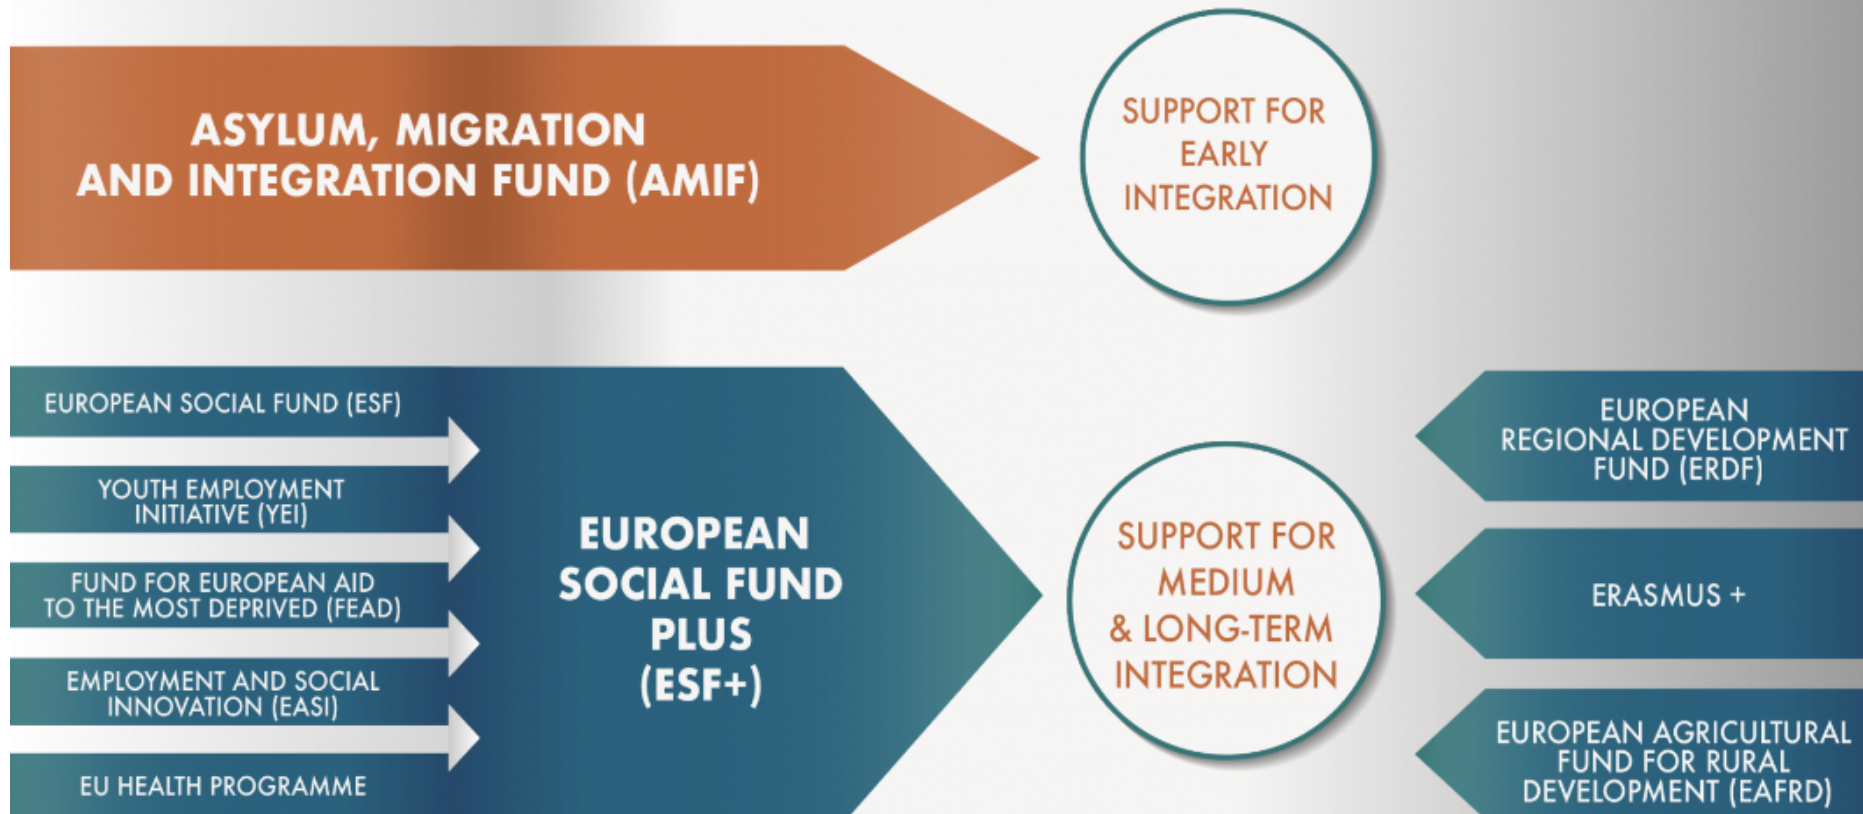 ASYLUM, MIGRATION
AND INTEGRATION FUND (AMIF)
SUPPORT FOR
EARLY
INTEGRATION
EUROPEAN SOCIAL FUND (ESF)
YOUTH EMPLOYMENT
INITIATIVE (YEI)
FUND FOR EUROPEAN AID
TO THE MOST DEPRIVED (FEAD)
EMPLOYMENT AND SOCIAL
INNOVATION (EASI)
EU HEALTH PROGRAMME
EUROPEAN
SOCIAL FUND
PLUS
(ESF+)
SUPPORT FOR
MEDIUM
& LONG-TERM
INTEGRATION
EUROPEAN
REGIONAL DEVELOPMENT
FUND (ERDF)
ERASMUS +
EUROPEAN AGRICULTURAL
FUND FOR RURAL
DEVELOPMENT (EAFRD)